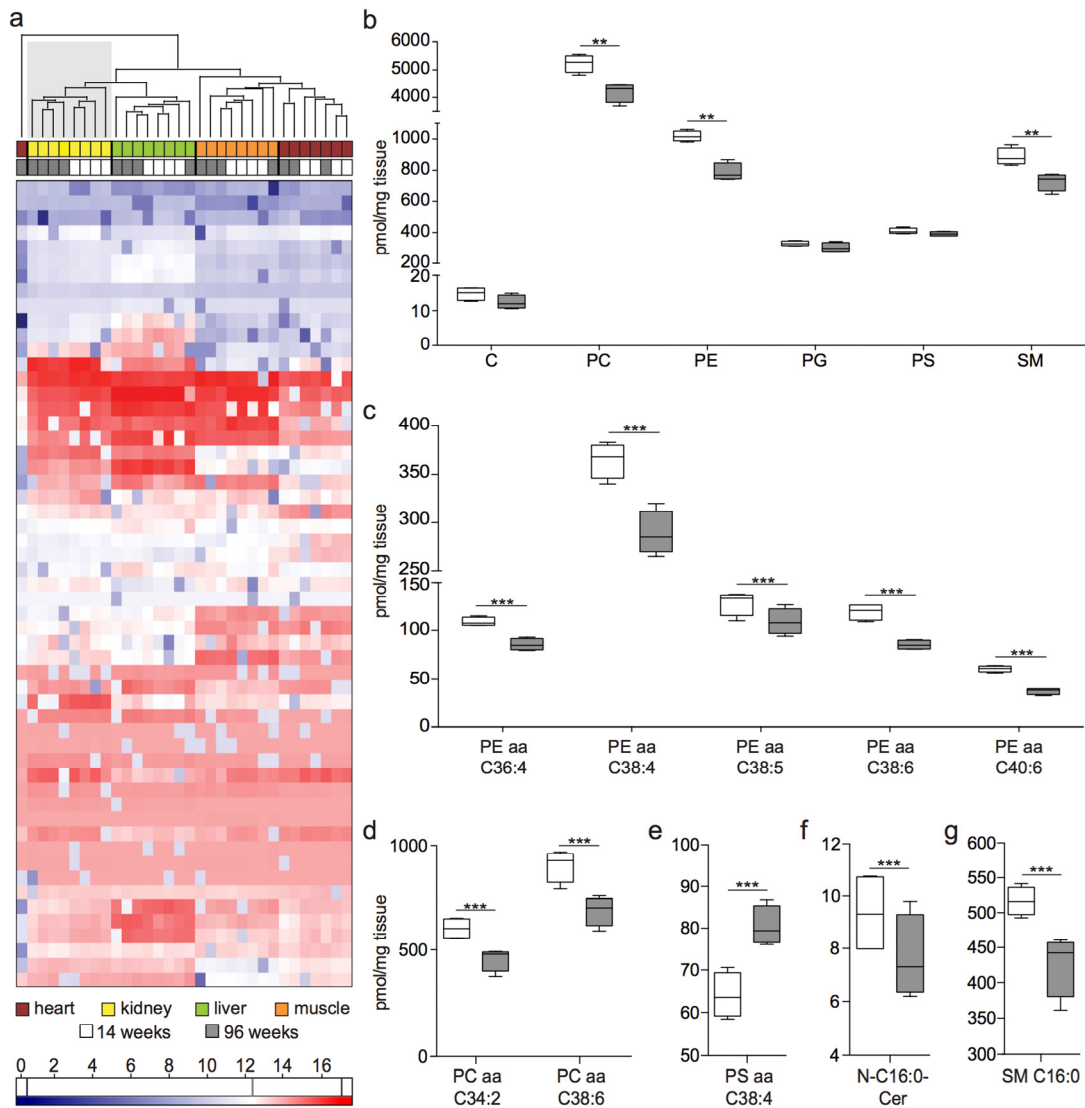 a
heart kidney liver muscle
14 weeks 96 weeks
0 2 4 6 8 10 12 14 16
b
pmol/mg tissue
6000
5000
4000
1000
800
600
400
200
20
10
0
** ** **
C PC PE PG PS SM
c
pmol/mg tissue
400
350
300
250
150
100
50
0
*** *** *** *** ***
PE aa PE aa PE aa PE aa PE aa
C36:4 C38:4 C38:5 C38:6 C40:6
d
pmol/mg tissue
1000
500
0
*** ***
PC aa PC aa
C34:2 C38:6
e
100
90
80
70
60
50
***
PS aa
C38:4
f
12
10
8
6
4
***
N-C16:0-
Cer
g
600
550
500
450
400
350
300
***
SM C16:0